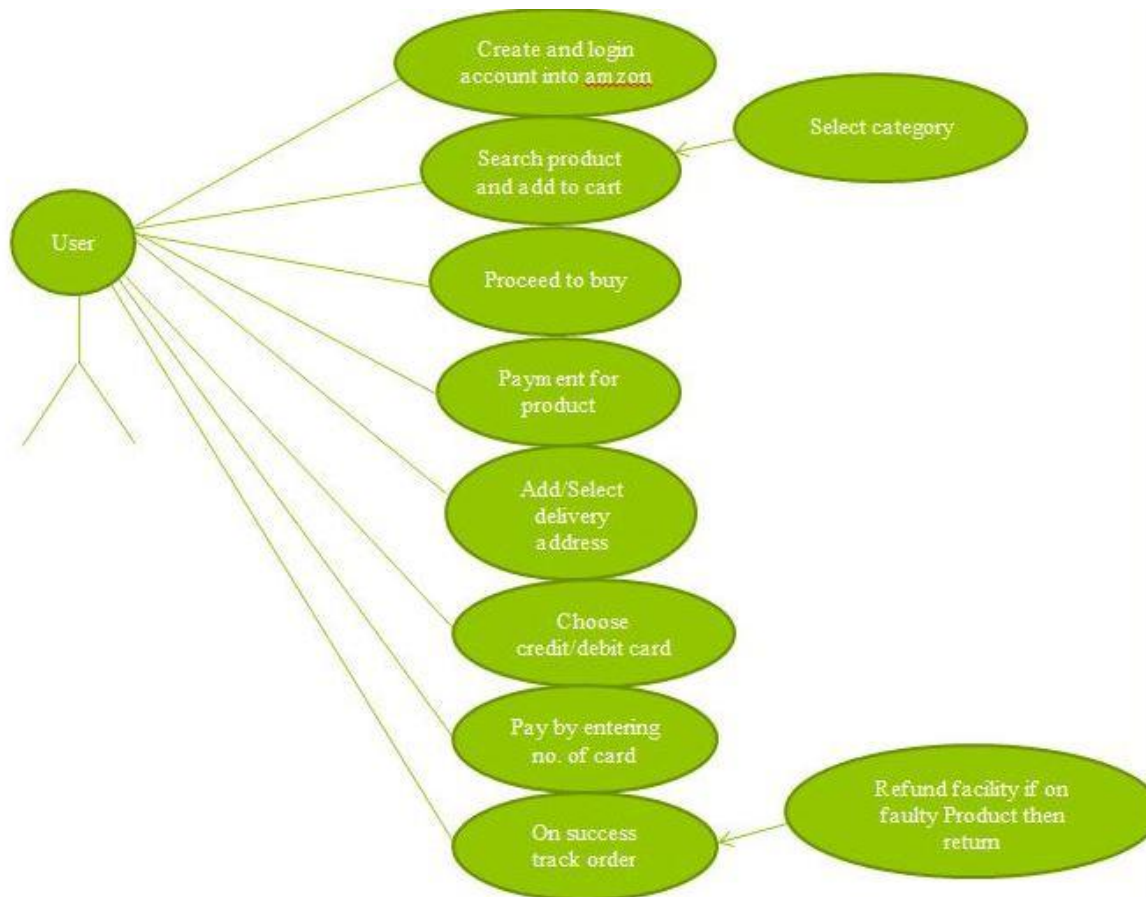 Create and login
account into amzon
Select category
Search product
and add to cart
User
Proceed to buy
Payment for
product
Add/Select
delivery
address
Choose
credit/debit card
Pay by entering
no. of card
Refund facility if on
faulty Product then
return
On success
track order